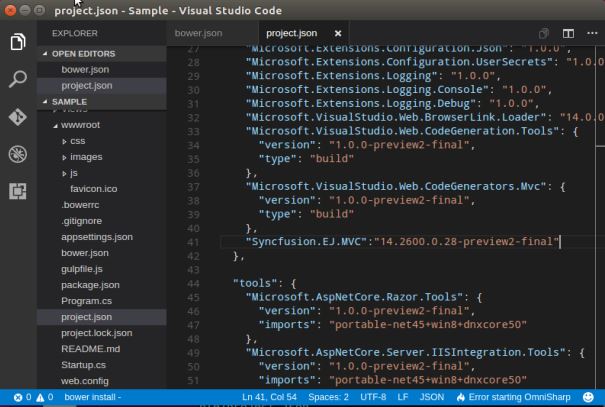 project.json - Sample - Visual Studio Code
EXPLORER
bower.json
project.json
OPEN EDITORS
bower.json
project.json
SAMPLE
views
wwwroot
css
images
js
favicon.ico
.bowerrc
.gitignore
appsettings.json
bower.json
gulpfile.js
package.json
Program.cs
project.json
project.lock.json
README.md
Startup.cs
web.config
27 "Microsoft.Extensions.Configuration.Json": "1.0.0",
28 "Microsoft.Extensions.Configuration.UserSecrets": "1.0.0
29 "Microsoft.Extensions.Logging": "1.0.0",
30 "Microsoft.Extensions.Logging.Console": "1.0.0",
31 "Microsoft.Extensions.Logging.Debug": "1.0.0",
32 "Microsoft.VisualStudio.Web.BrowserLink.Loader": "14.0.0
33 "Microsoft.VisualStudio.Web.CodeGeneration.Tools": {
34 "version": "1.0.0-preview2-final",
35 "type": "build"
36 },
37 "Microsoft.VisualStudio.Web.CodeGenerators.Mvc": {
38 "version": "1.0.0-preview2-final",
39 "type": "build"
40 },
41 "Syncfusion.EJ.MVC":"14.2600.0.28-preview2-final"
42 },
43
44 "tools": {
45 "Microsoft.AspNetCore.Razor.Tools": {
46 "version": "1.0.0-preview2-final",
47 "imports": "portable-net45+win8+dnxcore50"
48 },
49 "Microsoft.AspNetCore.Server.IISIntegration.Tools": {
50 "version": "1.0.0-preview2-final",
51 "imports": "portable-net45+win8+dnxcore50"
0 0 bower install - Ln 41, Col 54 Spaces: 2 UTF-8 LF JSON Error starting OmniSharp